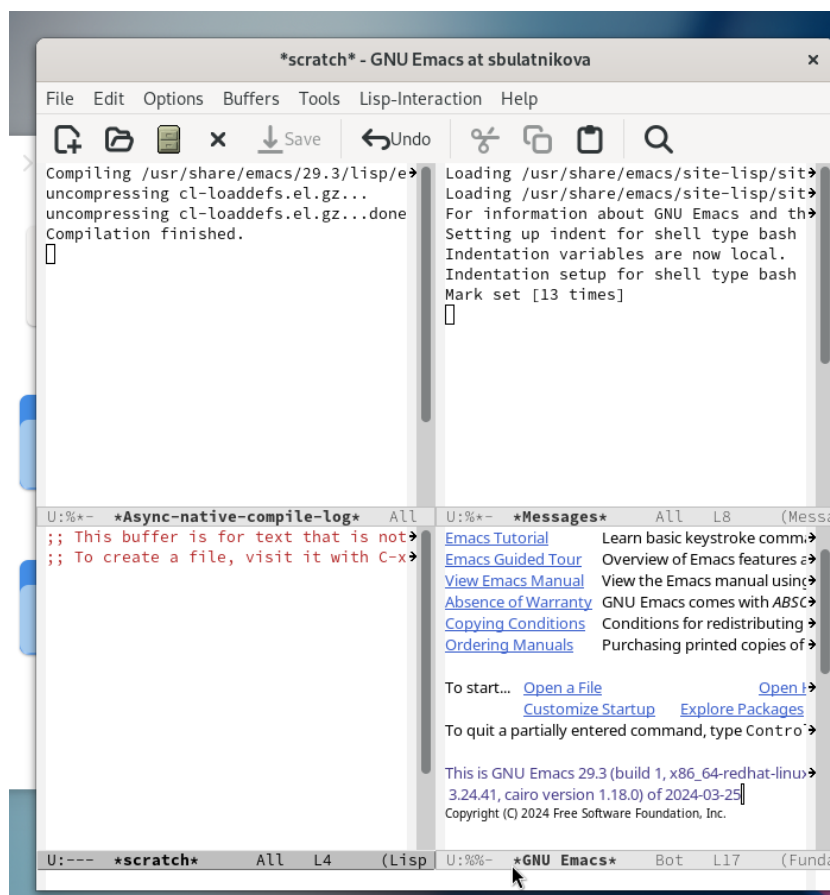 *scratch* - GNU Emacs at sbulatnikova
File Edit Options Buffers Tools Lisp-Interaction Help
Save Undo
Compiling /usr/share/emacs/29.3/lisp/e
uncompressing cl-loaddefs.el.gz...
uncompressing cl-loaddefs.el.gz...done
Compilation finished.
U:%*- *Async-native-compile-log* All
Loading /usr/share/emacs/site-lisp/sit
Loading /usr/share/emacs/site-lisp/sit
For information about GNU Emacs and th
Setting up indent for shell type bash
Indentation variables are now local.
Indentation setup for shell type bash
Mark set [13 times]
U:%*- *Messages* All L8 (Messa
;; This buffer is for text that is not
;; To create a file, visit it with C-x
U:--- *scratch* All L4 (Lisp
Emacs Tutorial Learn basic keystroke comma
Emacs Guided Tour Overview of Emacs features a
View Emacs Manual View the Emacs manual using
Absence of Warranty GNU Emacs comes with ABSO
Copying Conditions Conditions for redistributing
Ordering Manuals Purchasing printed copies of
To start... Open a File Open H
Customize Startup Explore Packages
To quit a partially entered command, type Contro
This is GNU Emacs 29.3 (build 1, x86_64-redhat-linux
3.24.41, cairo version 1.18.0) of 2024-03-25
Copyright (C) 2024 Free Software Foundation, Inc.
U:%%- *GNU Emacs* Bot L17 (Funda